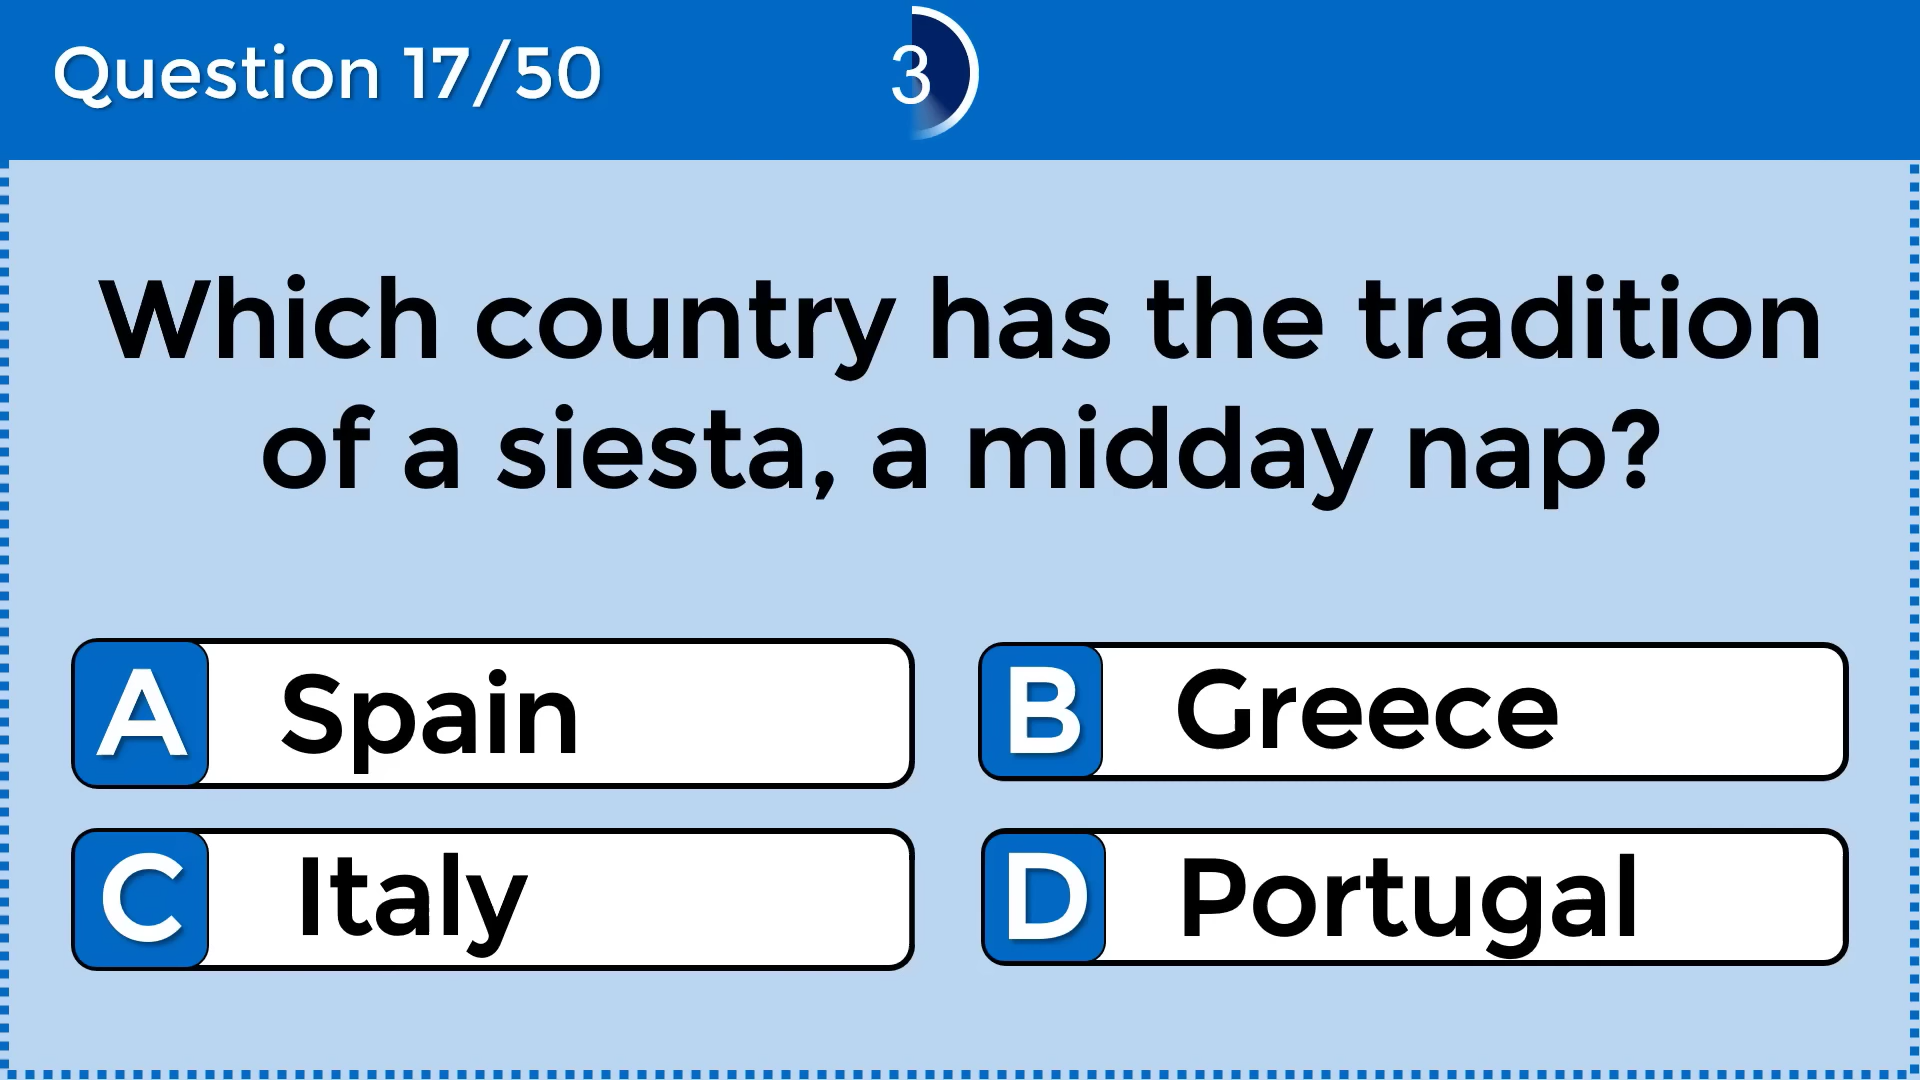 Question 17/50
3
Which country has the tradition
of a siesta, a midday nap?
A Spain
B Greece
C Italy
D Portugal